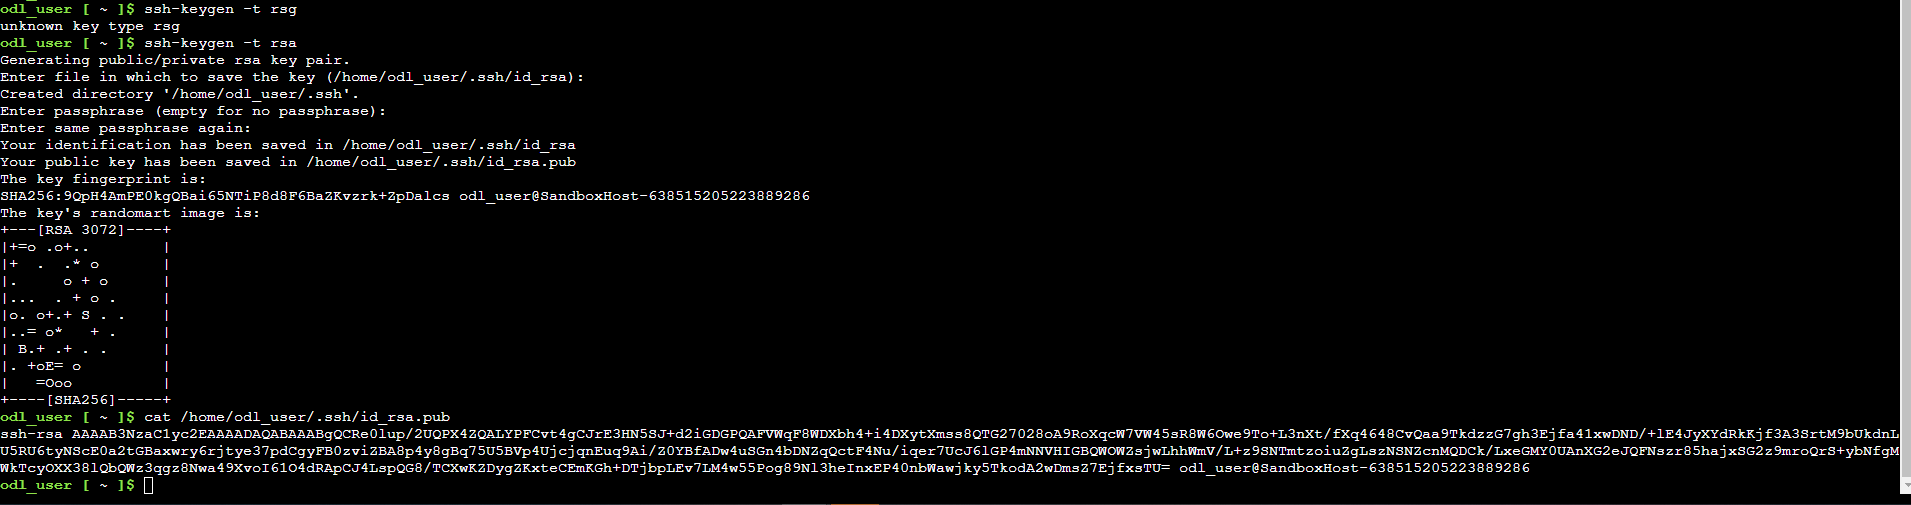 odl_user [ ~ ]$ ssh-keygen -t rsg
unknown key type rsg
odl_user [ ~ ]$ ssh-keygen -t rsa
Generating public/private rsa key pair.
Enter file in which to save the key (/home/odl_user/.ssh/id_rsa):
Created directory '/home/odl_user/.ssh'.
Enter passphrase (empty for no passphrase):
Enter same passphrase again:
Your identification has been saved in /home/odl_user/.ssh/id_rsa
Your public key has been saved in /home/odl_user/.ssh/id_rsa.pub
The key fingerprint is:
SHA256:9QpH4AmPE0kgQBai65NTiP8d8F6BaZKvzrk+ZpDalcs odl_user@SandboxHost-638515205223889286
The key's randomart image is:
+---[RSA 3072]----+
|+=o .o+..        |
|+  .  .* o       |
|.     o + o      |
|...  . + o .     |
|o. o+.+ S . .    |
|..= o*   + .     |
| B.+ .+ . .      |
|. +oE= o         |
|   =Ooo          |
+----[SHA256]-----+
odl_user [ ~ ]$ cat /home/odl_user/.ssh/id_rsa.pub
ssh-rsa AAAAB3NzaC1yc2EAAAADAQABAAABgQCRe0lup/2UQPX4ZQALYPFCvt4gCJrE3HN5SJ+d2iGDGPQAFVWqF8WDXbh4+i4DXytXmss8QTG27028oA9RoXqcW7VW45sR8W6Owe9To+L3nXt/fXq4648CvQaa9TkdzzG7gh3Ejfa41xwDND/+lE4JyXYdRkKjf3A3SrtM9bUkdnL
U5RU6tyNScE0a2tGBaxwry6rjtye37pdCgyFB0zviZBA8p4y8gBq75U5BVp4UjcjqnEuq9Ai/Z0YBfADw4uSGn4bDNZqQctF4Nu/iqer7UcJ6lGP4mNNVHIGBQWOWZsjwLhhWmV/L+z9SNTmtzoiuZgLszNSNZcnMQDCk/LxeGMY0UAnXG2eJQFNszr85hajxSG2z9mroQrS+ybNfgM
WkTcyOXX38lQbQWz3qgz8Nwa49XvoI61O4dRApCJ4LspQG8/TCXwKZDygZKxteCEmKGh+DTjbpLEv7LM4w55Pog89Nl3heInxEP40nbWawjky5TkodA2wDmsZ7EjfxsTU= odl_user@SandboxHost-638515205223889286
odl_user [ ~ ]$